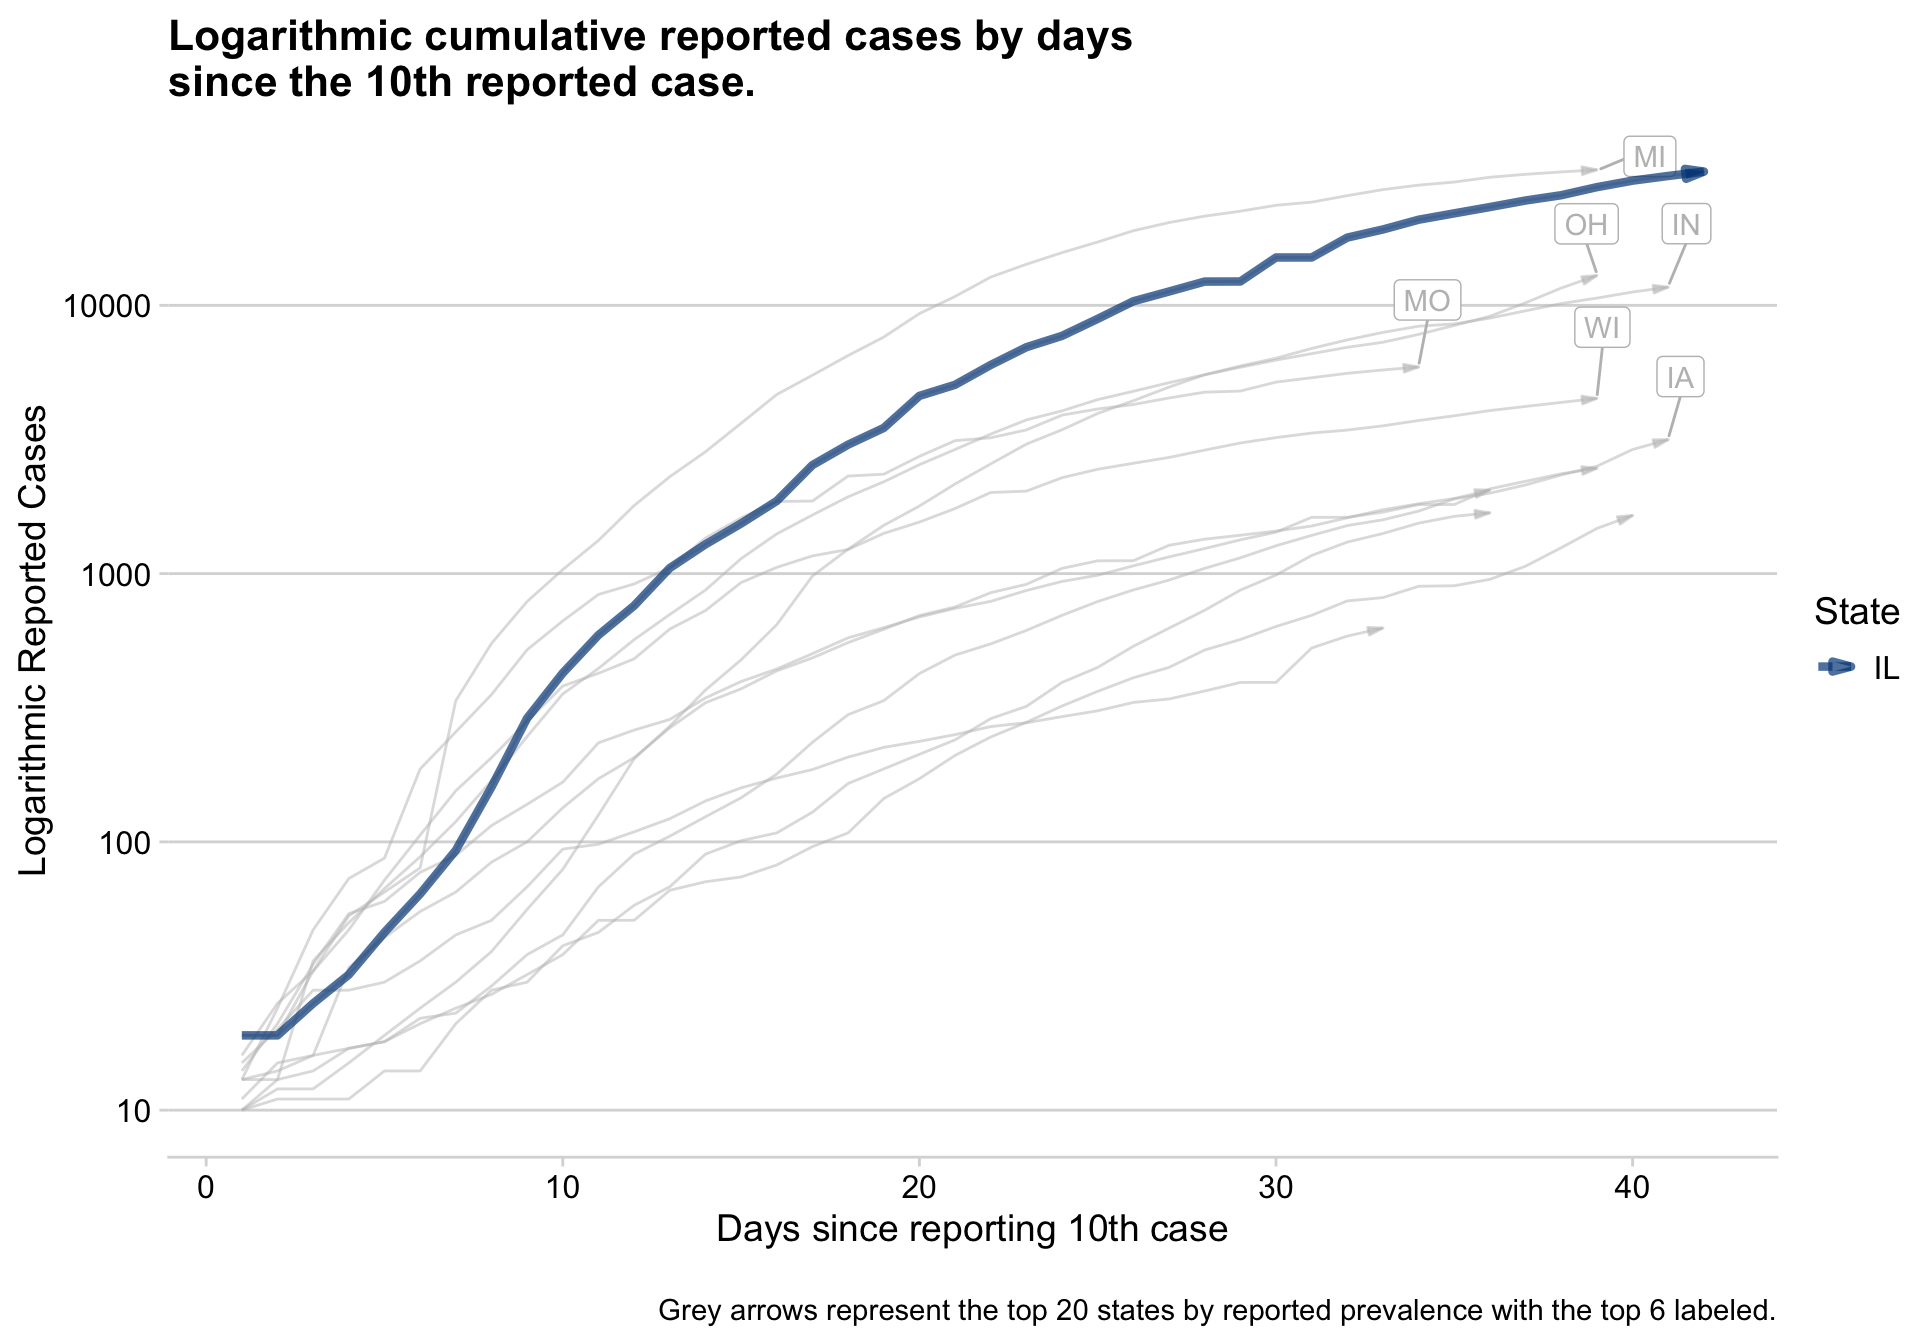 Logarithmic cumulative reported cases by days
since the 10th reported case.
MI
OH
IN
MO
WI
IA
10000
1000
100
10
Logarithmic Reported Cases
State
IL
0
10
20
30
40
Days since reporting 10th case
Grey arrows represent the top 20 states by reported prevalence with the top 6 labeled.